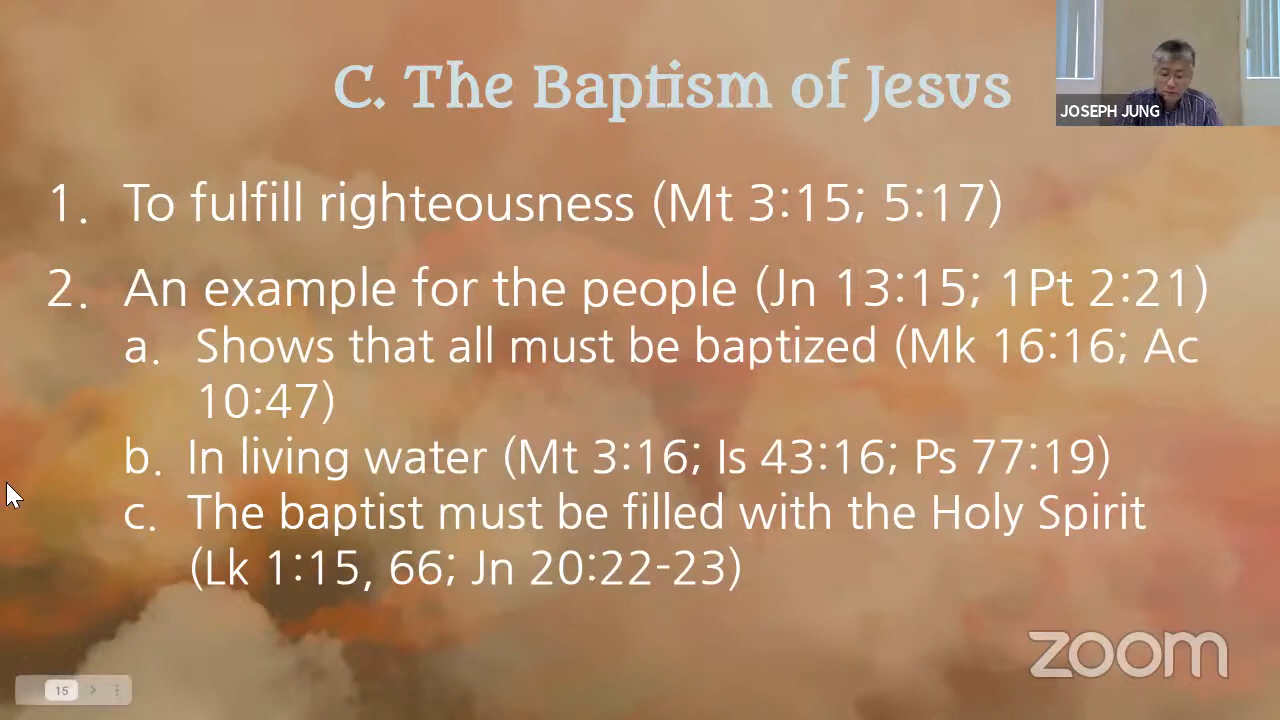 C. The Baptism of Jesus
JOSEPH JUNG
1. To fulfill righteousness (Mt 3:15; 5:17)
2. An example for the people (Jn 13:15; 1Pt 2:21)
a. Shows that all must be baptized (Mk 16:16; Ac
10:47)
b. In living water (Mt 3:16; Is 43:16; Ps 77:19)
c. The baptist must be filled with the Holy Spirit
(Lk 1:15, 66; Jn 20:22-23)
zoom
15